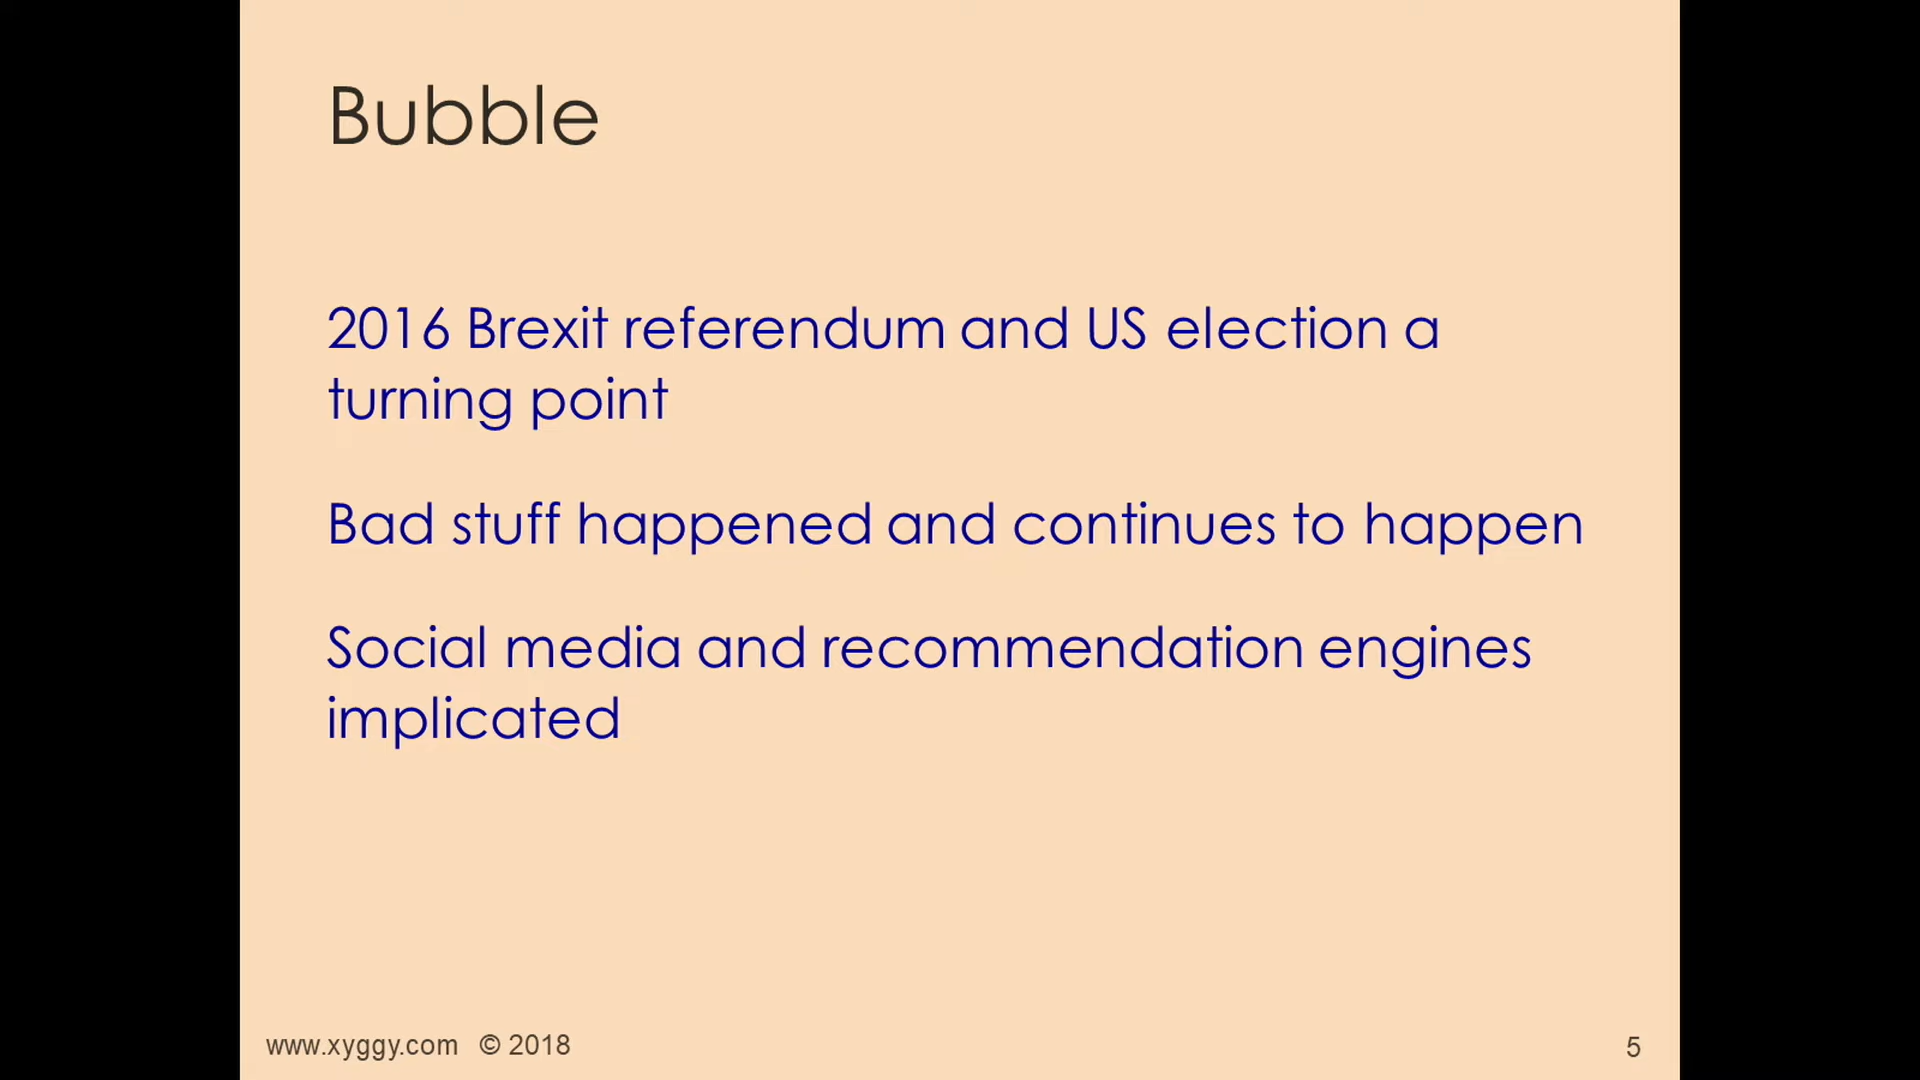 Bubble
2016 Brexit referendum and US election a
turning point
Bad stuff happened and continues to happen
Social media and recommendation engines
implicated
www.xyggy.com © 2018
5